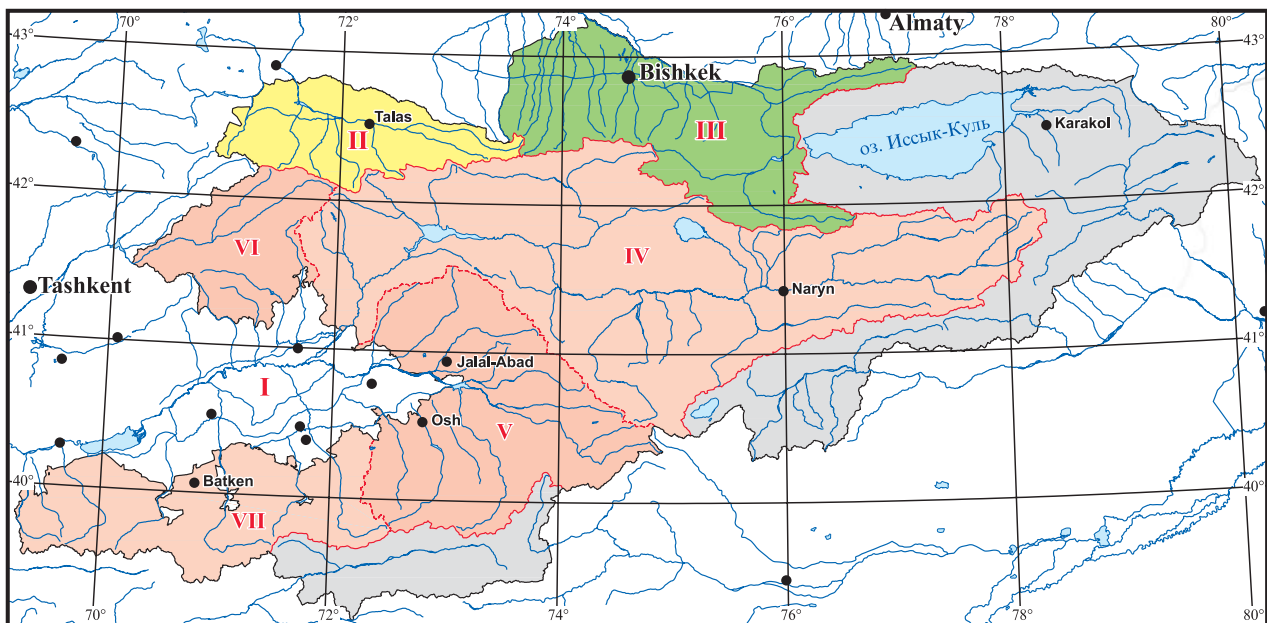 70° 72° 74° 76° 78° 80°
Almaty
43° 43°
Bishkek
Talas
II
III
оз. Иссык-Куль
Karakol
42° 42°
VI
IV
Tashkent
Naryn
41° 41°
Jalal-Abad
I
Osh
V
40° 40°
Batken
VII
70° 72° 74° 76° 78° 80°